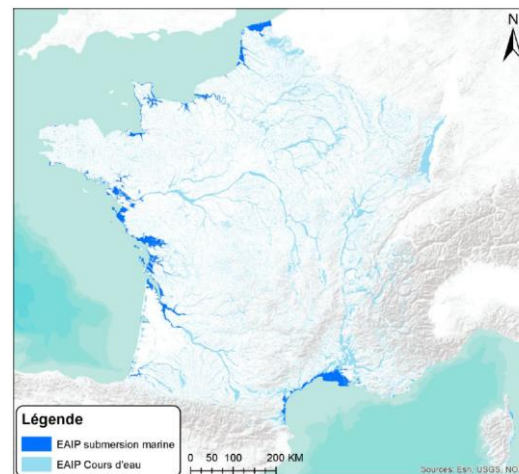 N
Légende
EAIP submersion marine
EAIP Cours d'eau
0 50 100 200 KM
Sources: Esri, USGS, NO